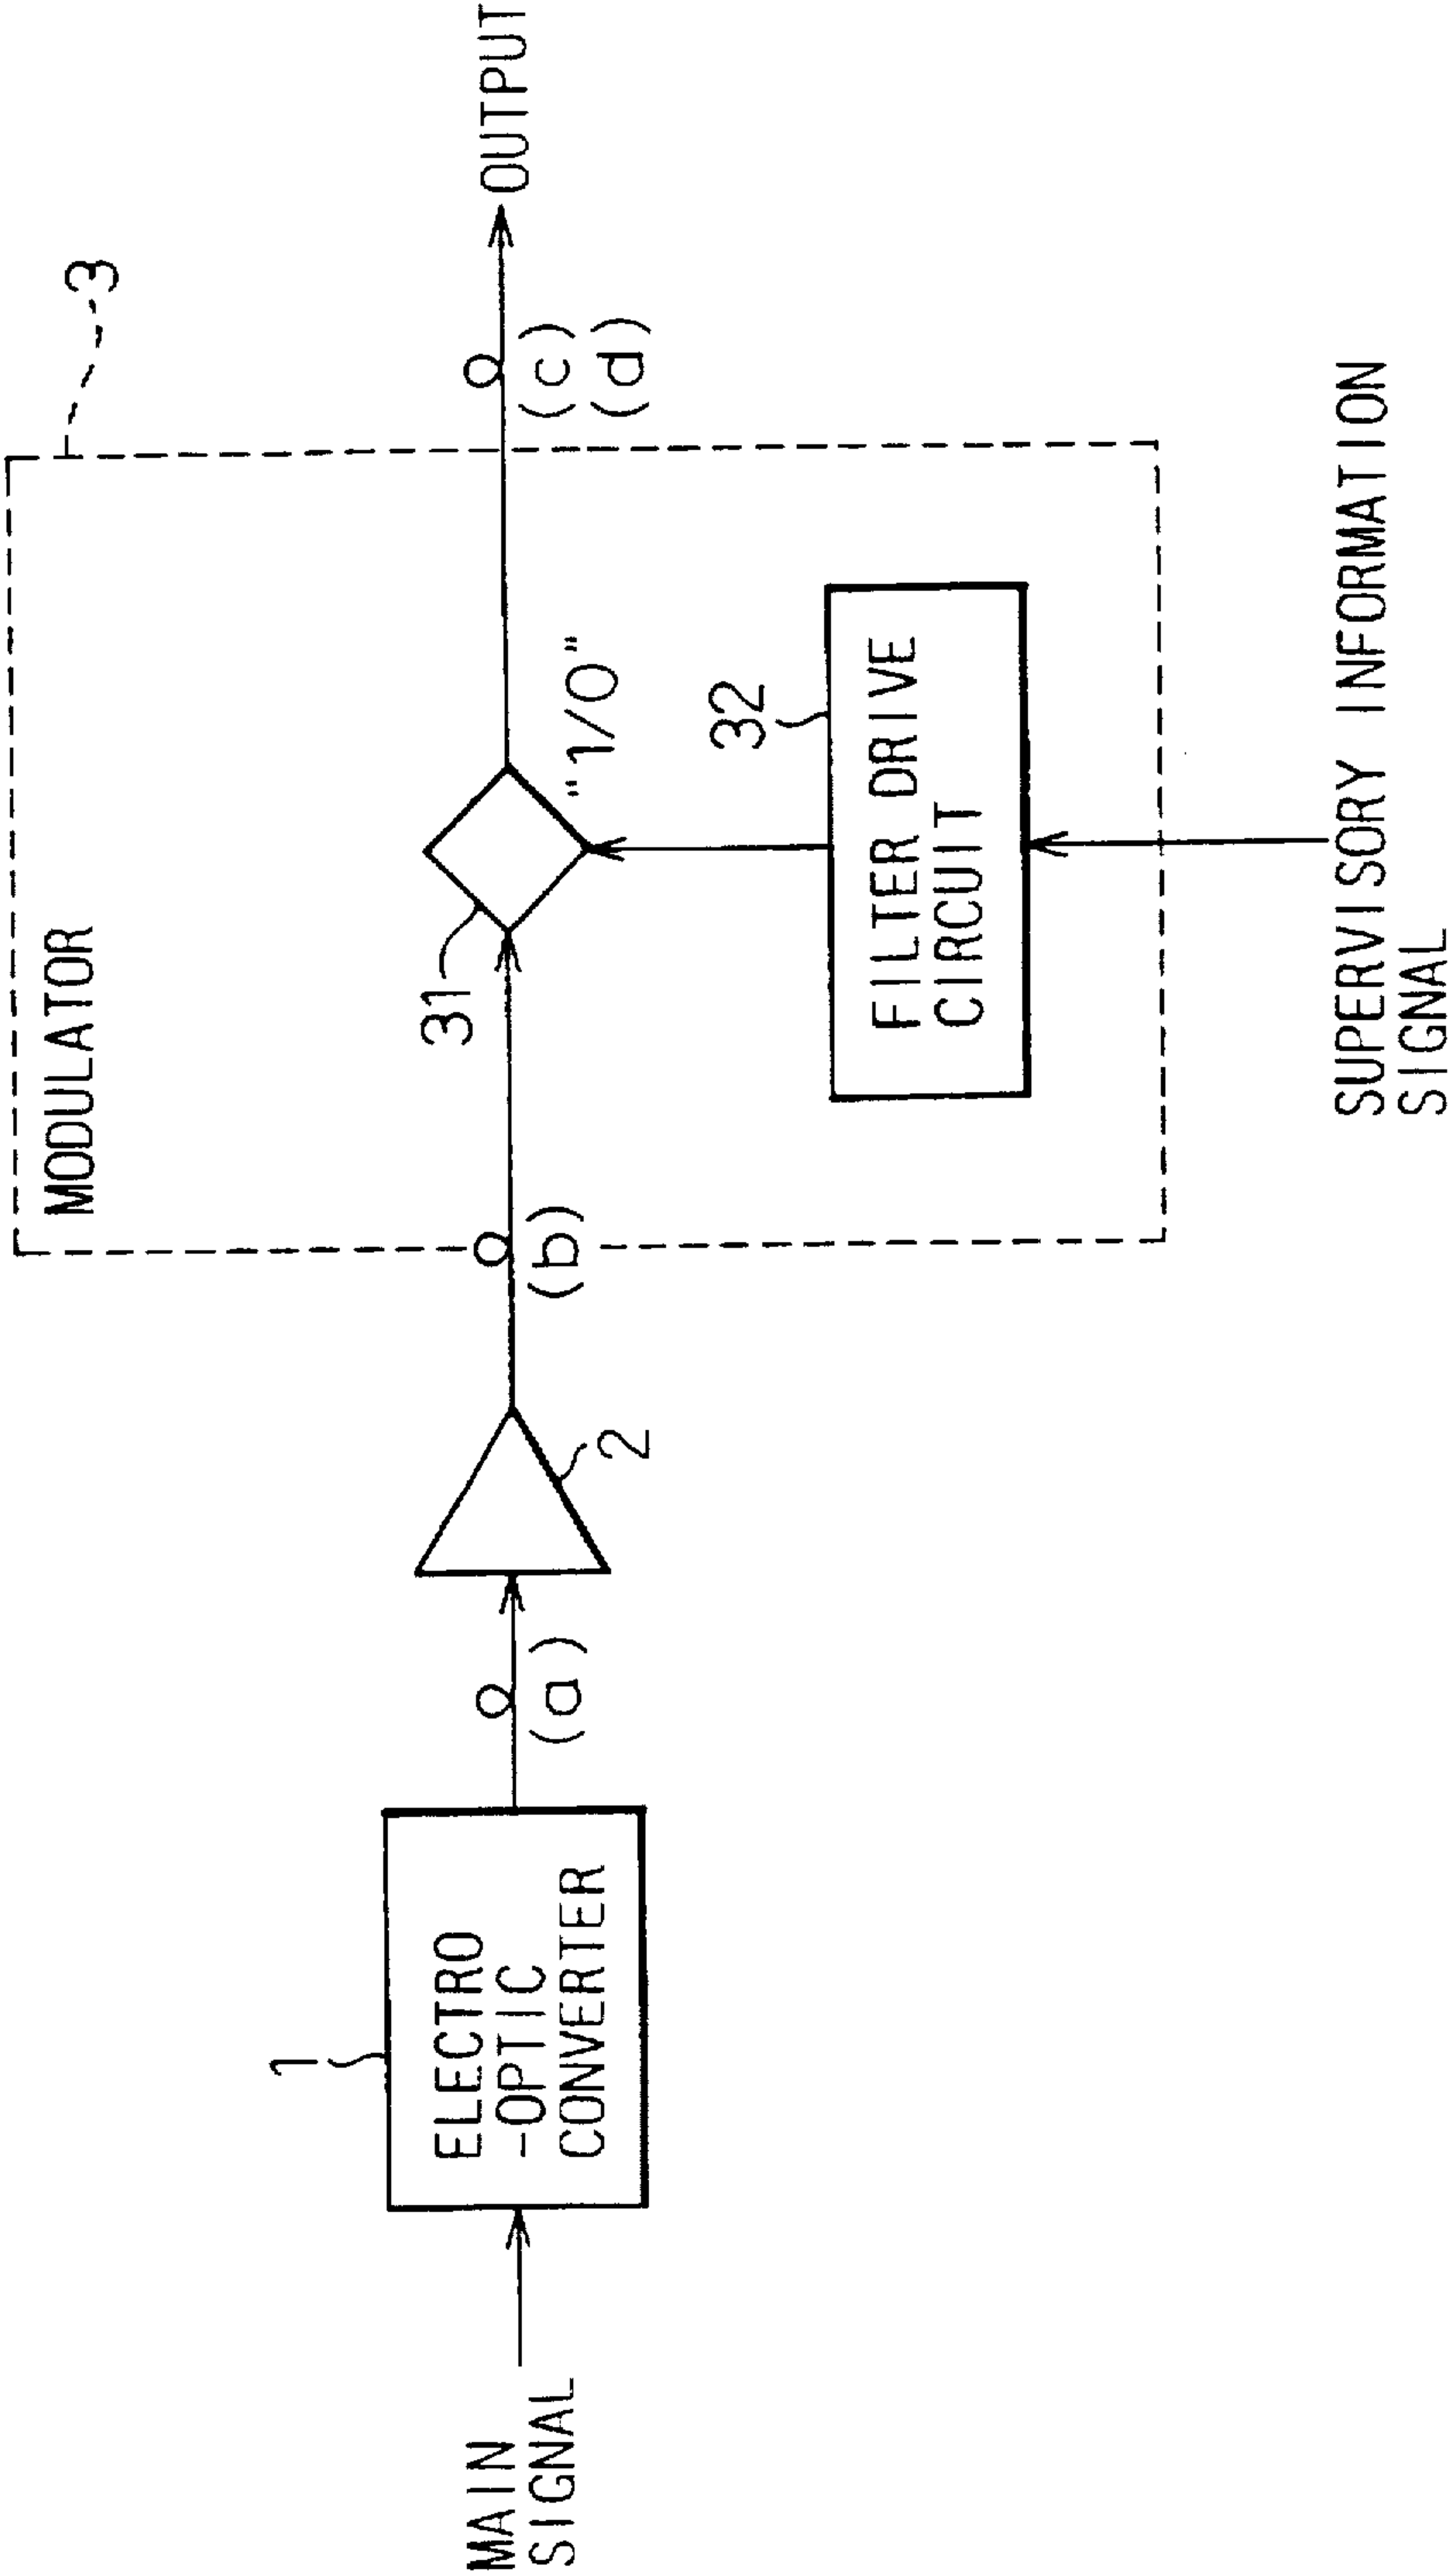 MODULATOR
3
31
"1/0"
32
FILTER DRIVE
CIRCUIT
1
ELECTRO
-OPTIC
CONVERTER
MAIN
SIGNAL
(a)
2
(b)
(c)
(d)
OUTPUT
SUPERVISORY INFORMATION
SIGNAL